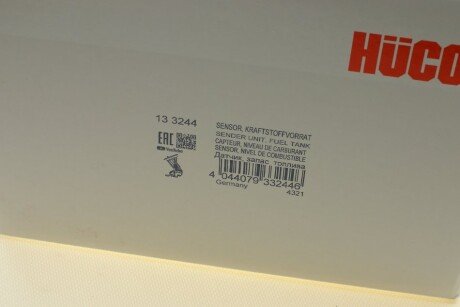 HÜCO
13 3244
EAC
SENSOR, KRAFTSTOFFVORRAT
SENDER UNIT FUEL TANK
CAPTEUR, NIVEAU DE CARBURANT
SENSOR, NIVEL DE COMBUSTIBLE
Датчик, запас топлива
4 044079 332446
Germany
4321